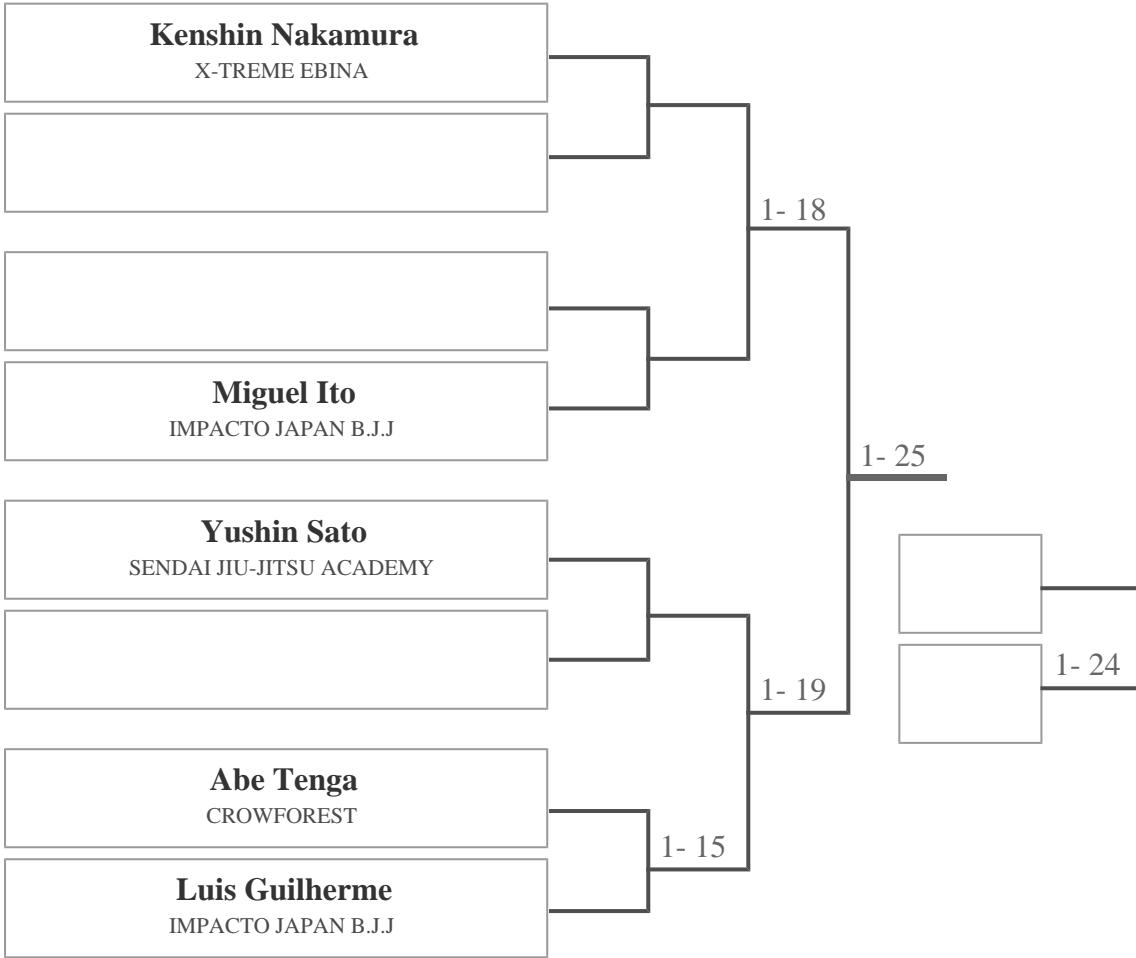 Kenshin Nakamura
X-TREME EBINA
1- 18
Miguel Ito
IMPACTO JAPAN B.J.J
1- 25
Yushin Sato
SENDAI JIU-JITSU ACADEMY
1- 24
1- 19
Abe Tenga
CROWFOREST
1- 15
Luis Guilherme
IMPACTO JAPAN B.J.J